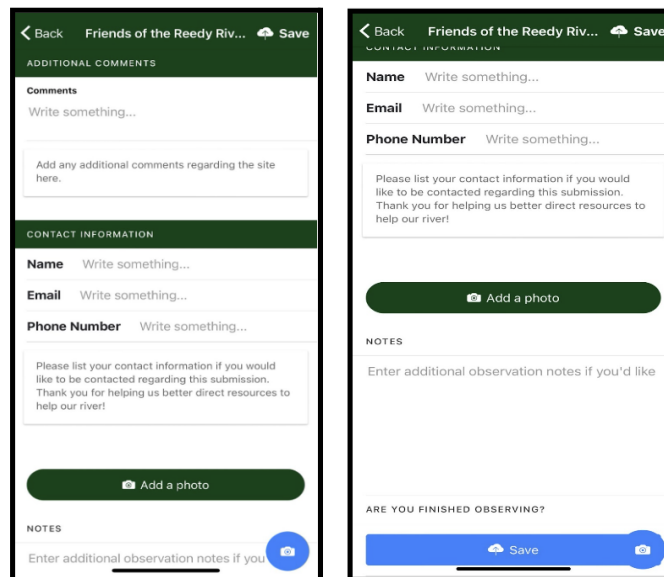 Back Friends of the Reedy Riv... Save
ADDITIONAL COMMENTS
Comments
Write something...
Add any additional comments regarding the site
here.
CONTACT INFORMATION
Name Write something...
Email Write something...
Phone Number Write something...
Please list your contact information if you would
like to be contacted regarding this submission.
Thank you for helping us better direct resources to
help our river!
Add a photo
NOTES
Enter additional observation notes if you
Back Friends of the Reedy Riv... Save
CONTACT INFORMATION
Name Write something...
Email Write something...
Phone Number Write something...
Please list your contact information if you would
like to be contacted regarding this submission.
Thank you for helping us better direct resources to
help our river!
Add a photo
NOTES
Enter additional observation notes if you'd like
ARE YOU FINISHED OBSERVING?
Save